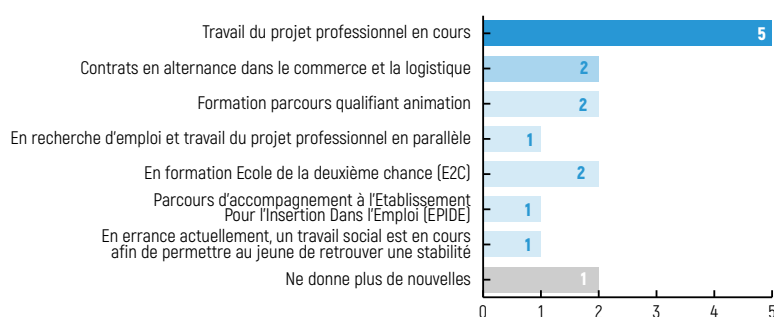 Travail du projet professionnel en cours
5
Contrats en alternance dans le commerce et la logistique
2
Formation parcours qualifiant animation
2
En recherche d'emploi et travail du projet professionnel en parallèle
1
En formation Ecole de la deuxième chance (E2C)
2
Parcours d'accompagnement à l'Etablissement
Pour l'Insertion Dans l'Emploi (EPIDE)
1
En errance actuellement, un travail social est en cours
afin de permettre au jeune de retrouver une stabilité
1
Ne donne plus de nouvelles
1
0 1 2 3 4 5